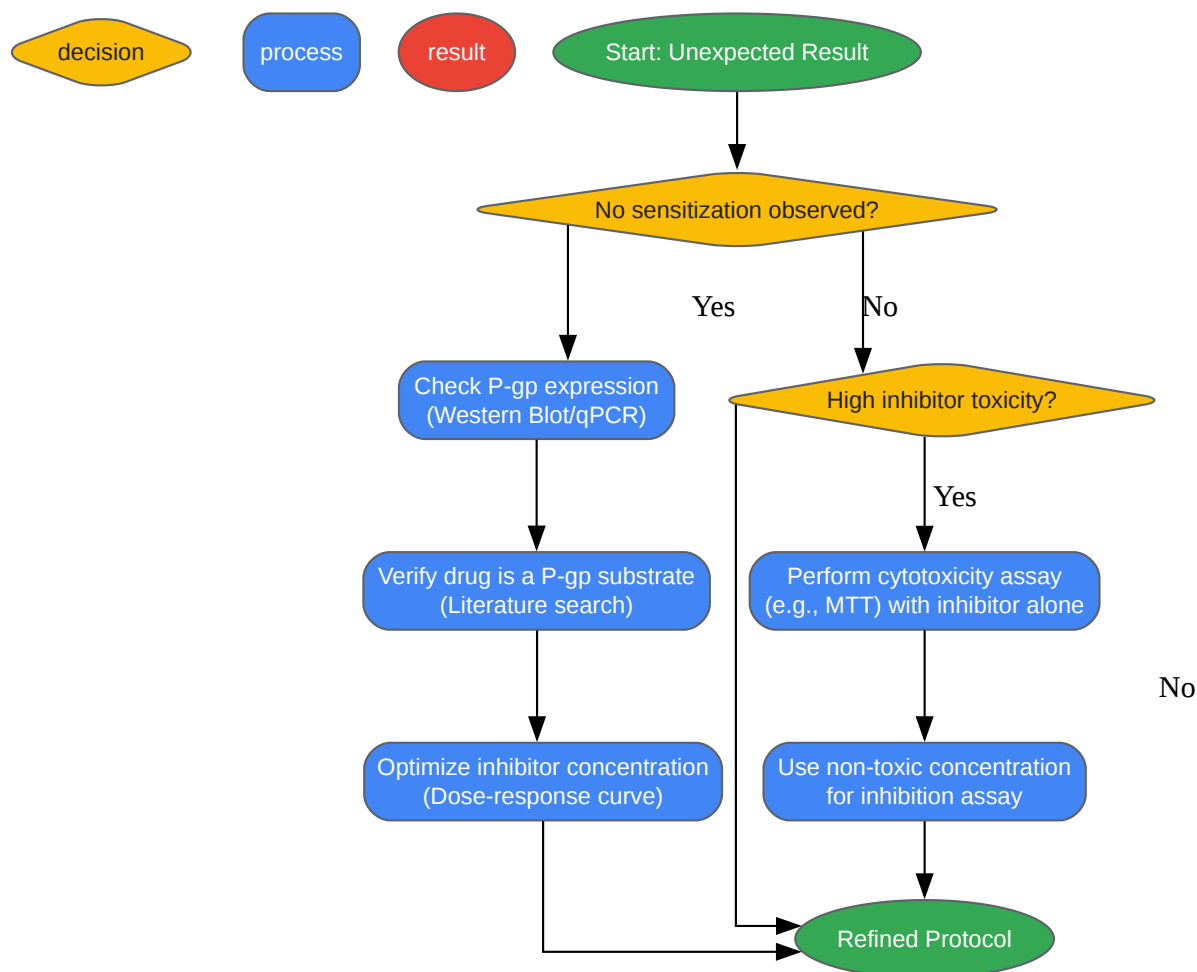 decision
process
result
Start: Unexpected Result
No sensitization observed?
Yes
No
Check P-gp expression
(Western Blot/qPCR)
High inhibitor toxicity?
Yes
Verify drug is a P-gp substrate
(Literature search)
Perform cytotoxicity assay
(e.g., MTT) with inhibitor alone
No
Optimize inhibitor concentration
(Dose-response curve)
Use non-toxic concentration
for inhibition assay
Refined Protocol